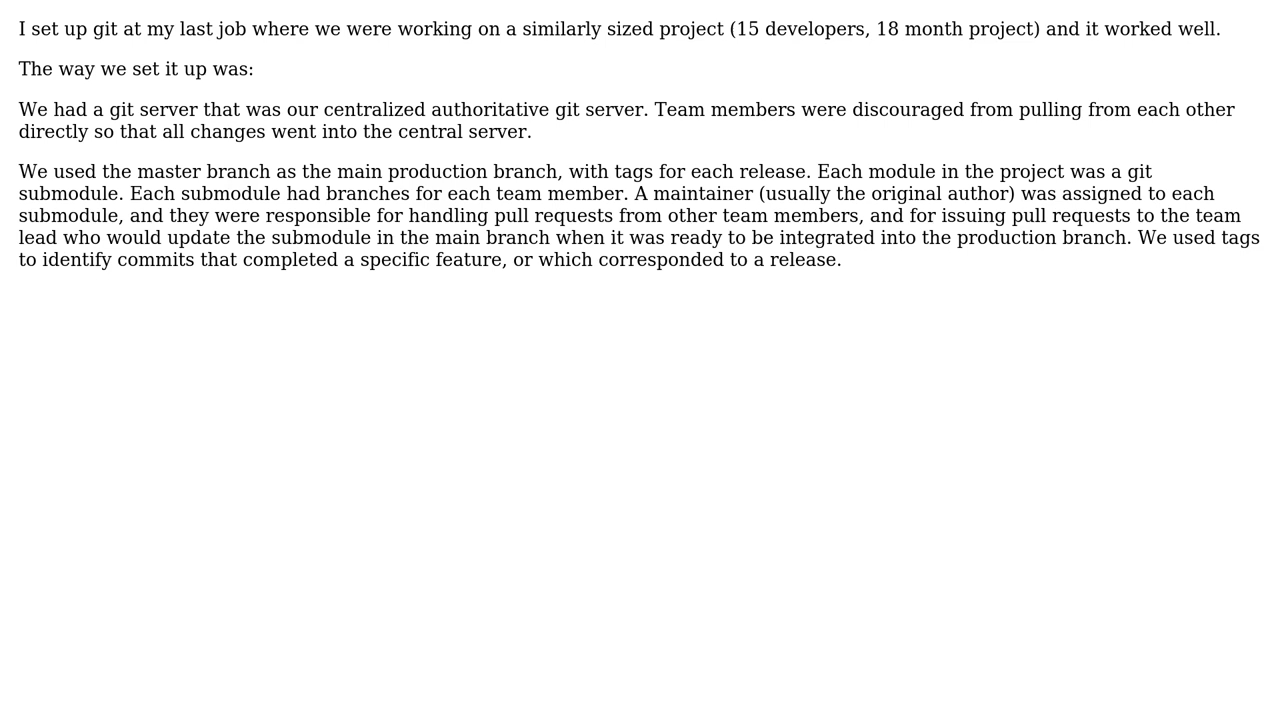 I set up git at my last job where we were working on a similarly sized project (15 developers, 18 month project) and it worked well.
The way we set it up was:
We had a git server that was our centralized authoritative git server. Team members were discouraged from pulling from each other
directly so that all changes went into the central server.
We used the master branch as the main production branch, with tags for each release. Each module in the project was a git
submodule. Each submodule had branches for each team member. A maintainer (usually the original author) was assigned to each
submodule, and they were responsible for handling pull requests from other team members, and for issuing pull requests to the team
lead who would update the submodule in the main branch when it was ready to be integrated into the production branch. We used tags
to identify commits that completed a specific feature, or which corresponded to a release.